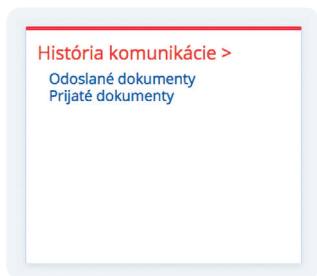 História komunikácie >
Odoslané dokumenty
Prijaté dokumenty